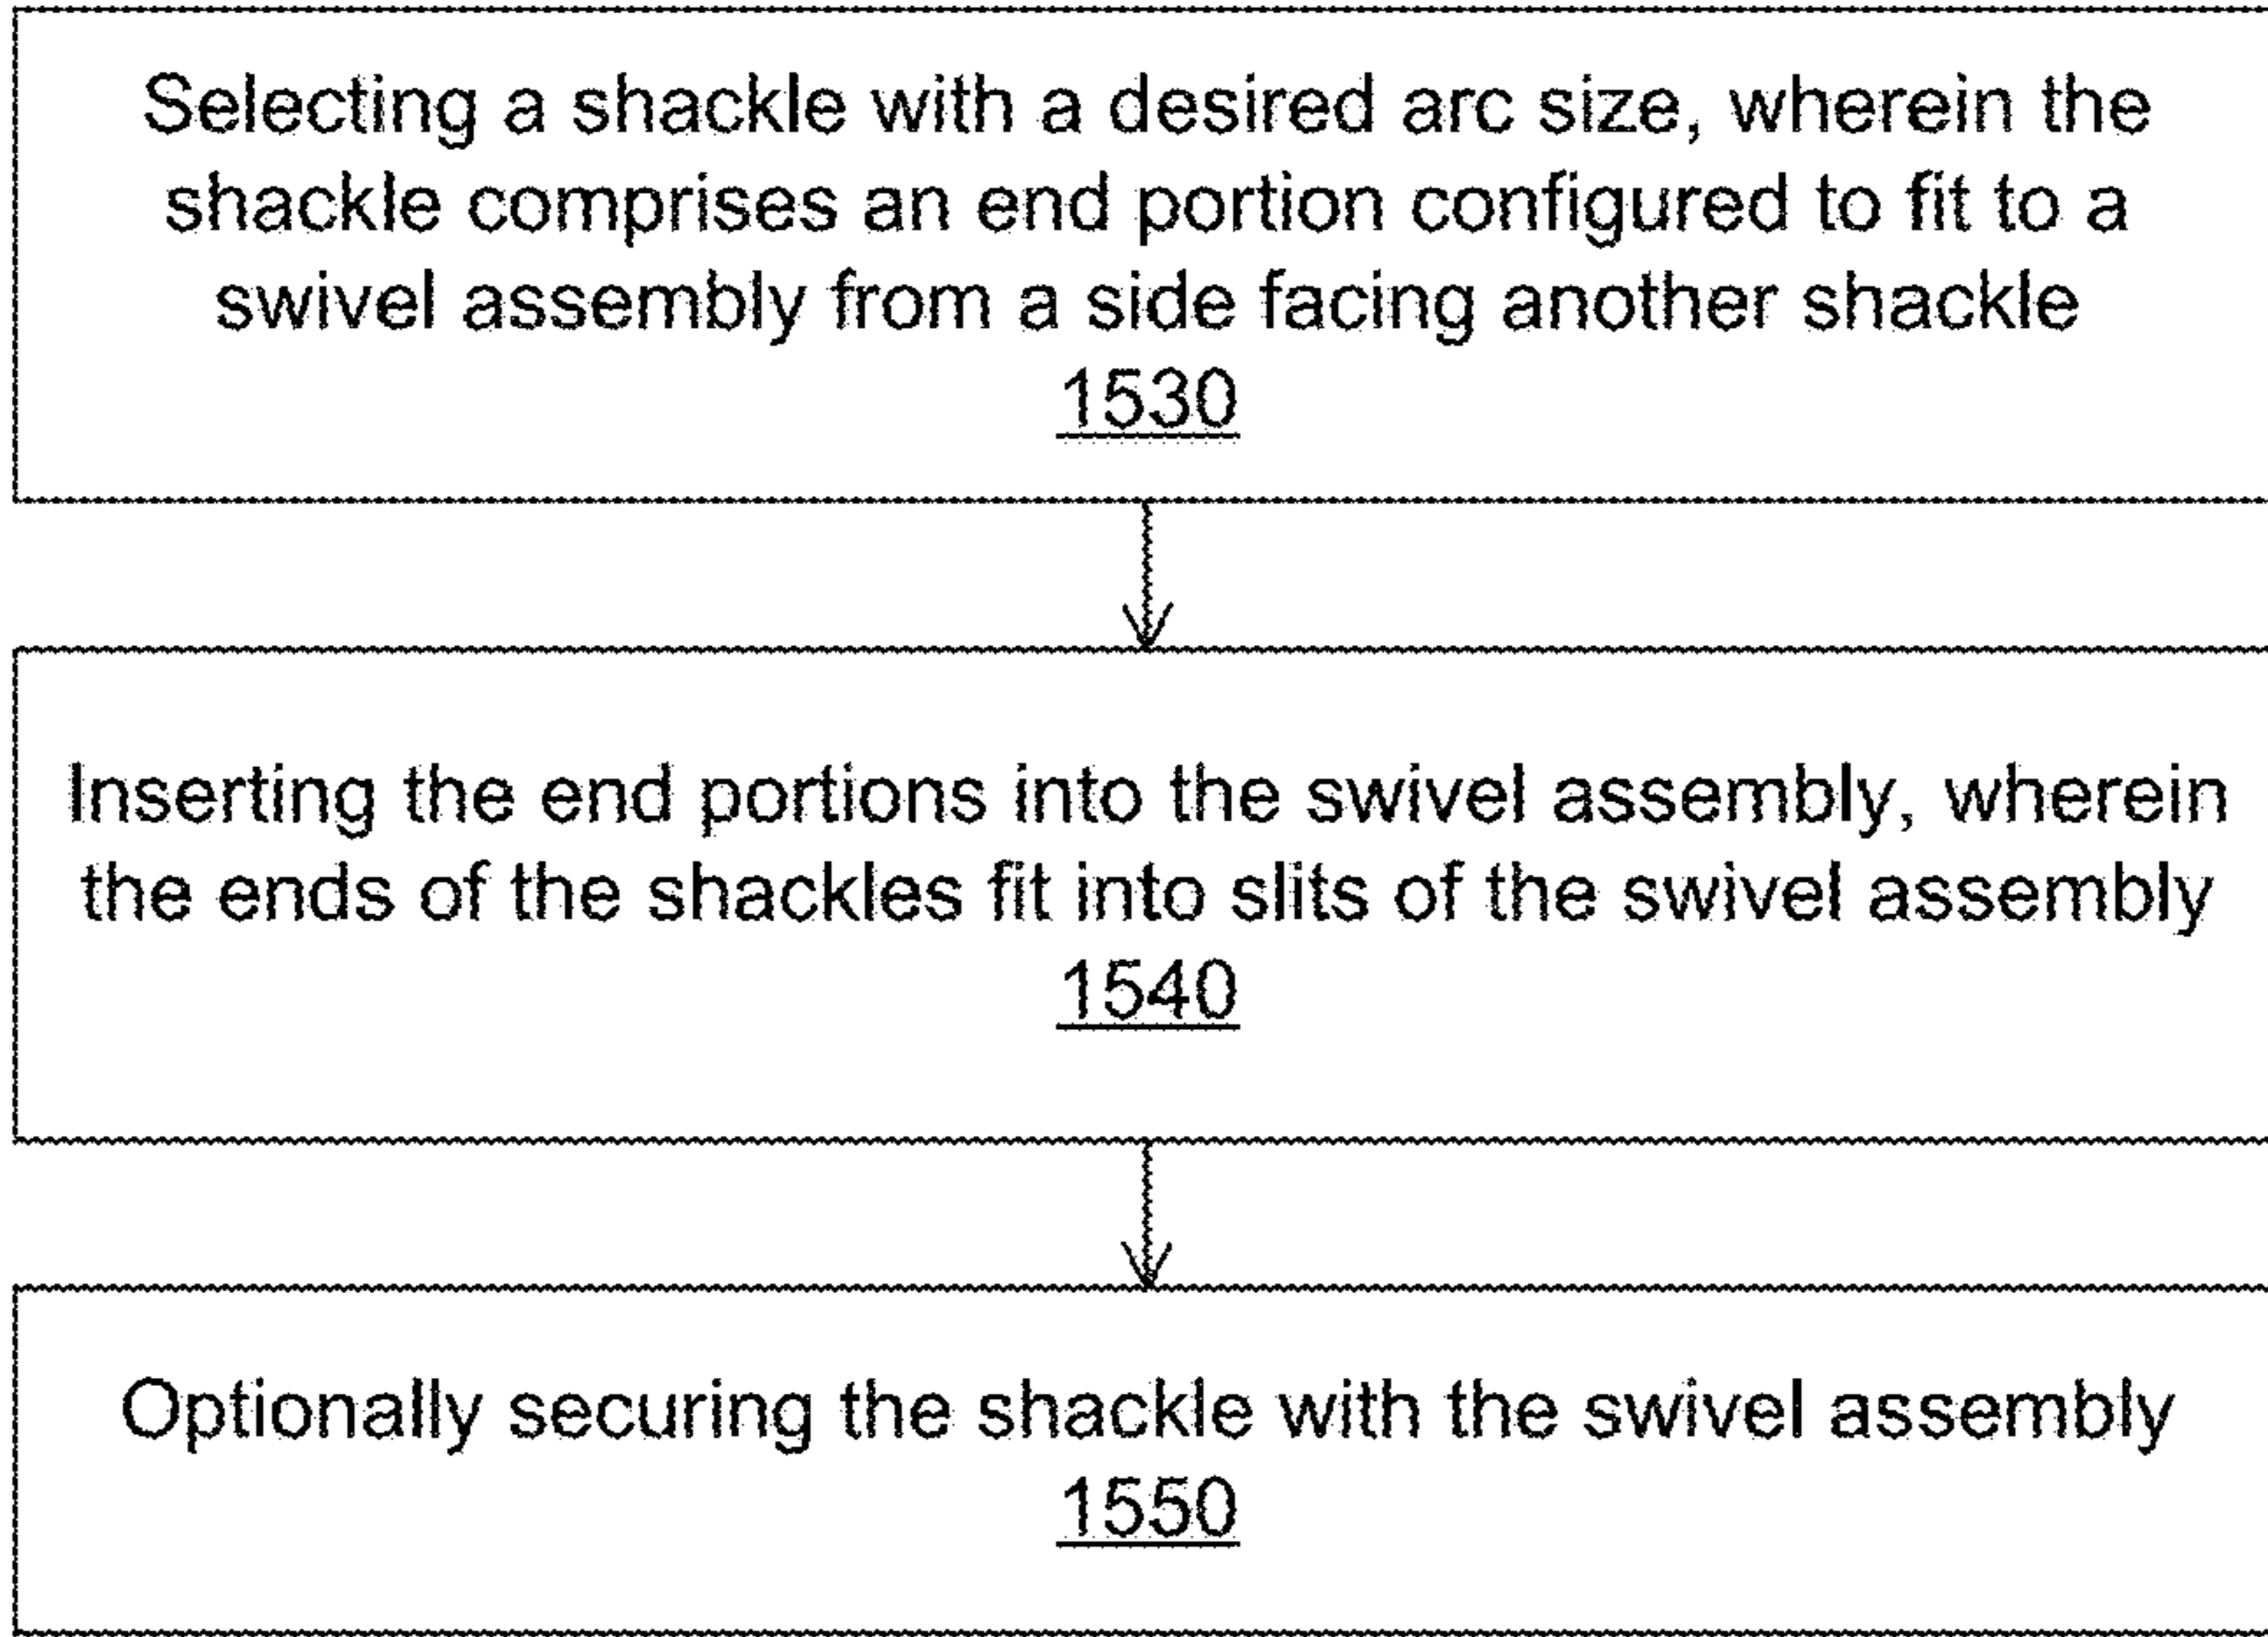 Selecting a shackle with a desired arc size, wherein the
shackle comprises an end portion configured to fit to a
swivel assembly from a side facing another shackle
1530
Inserting the end portions into the swivel assembly, wherein
the ends of the shackles fit into slits of the swivel assembly
1540
Optionally securing the shackle with the swivel assembly
1550